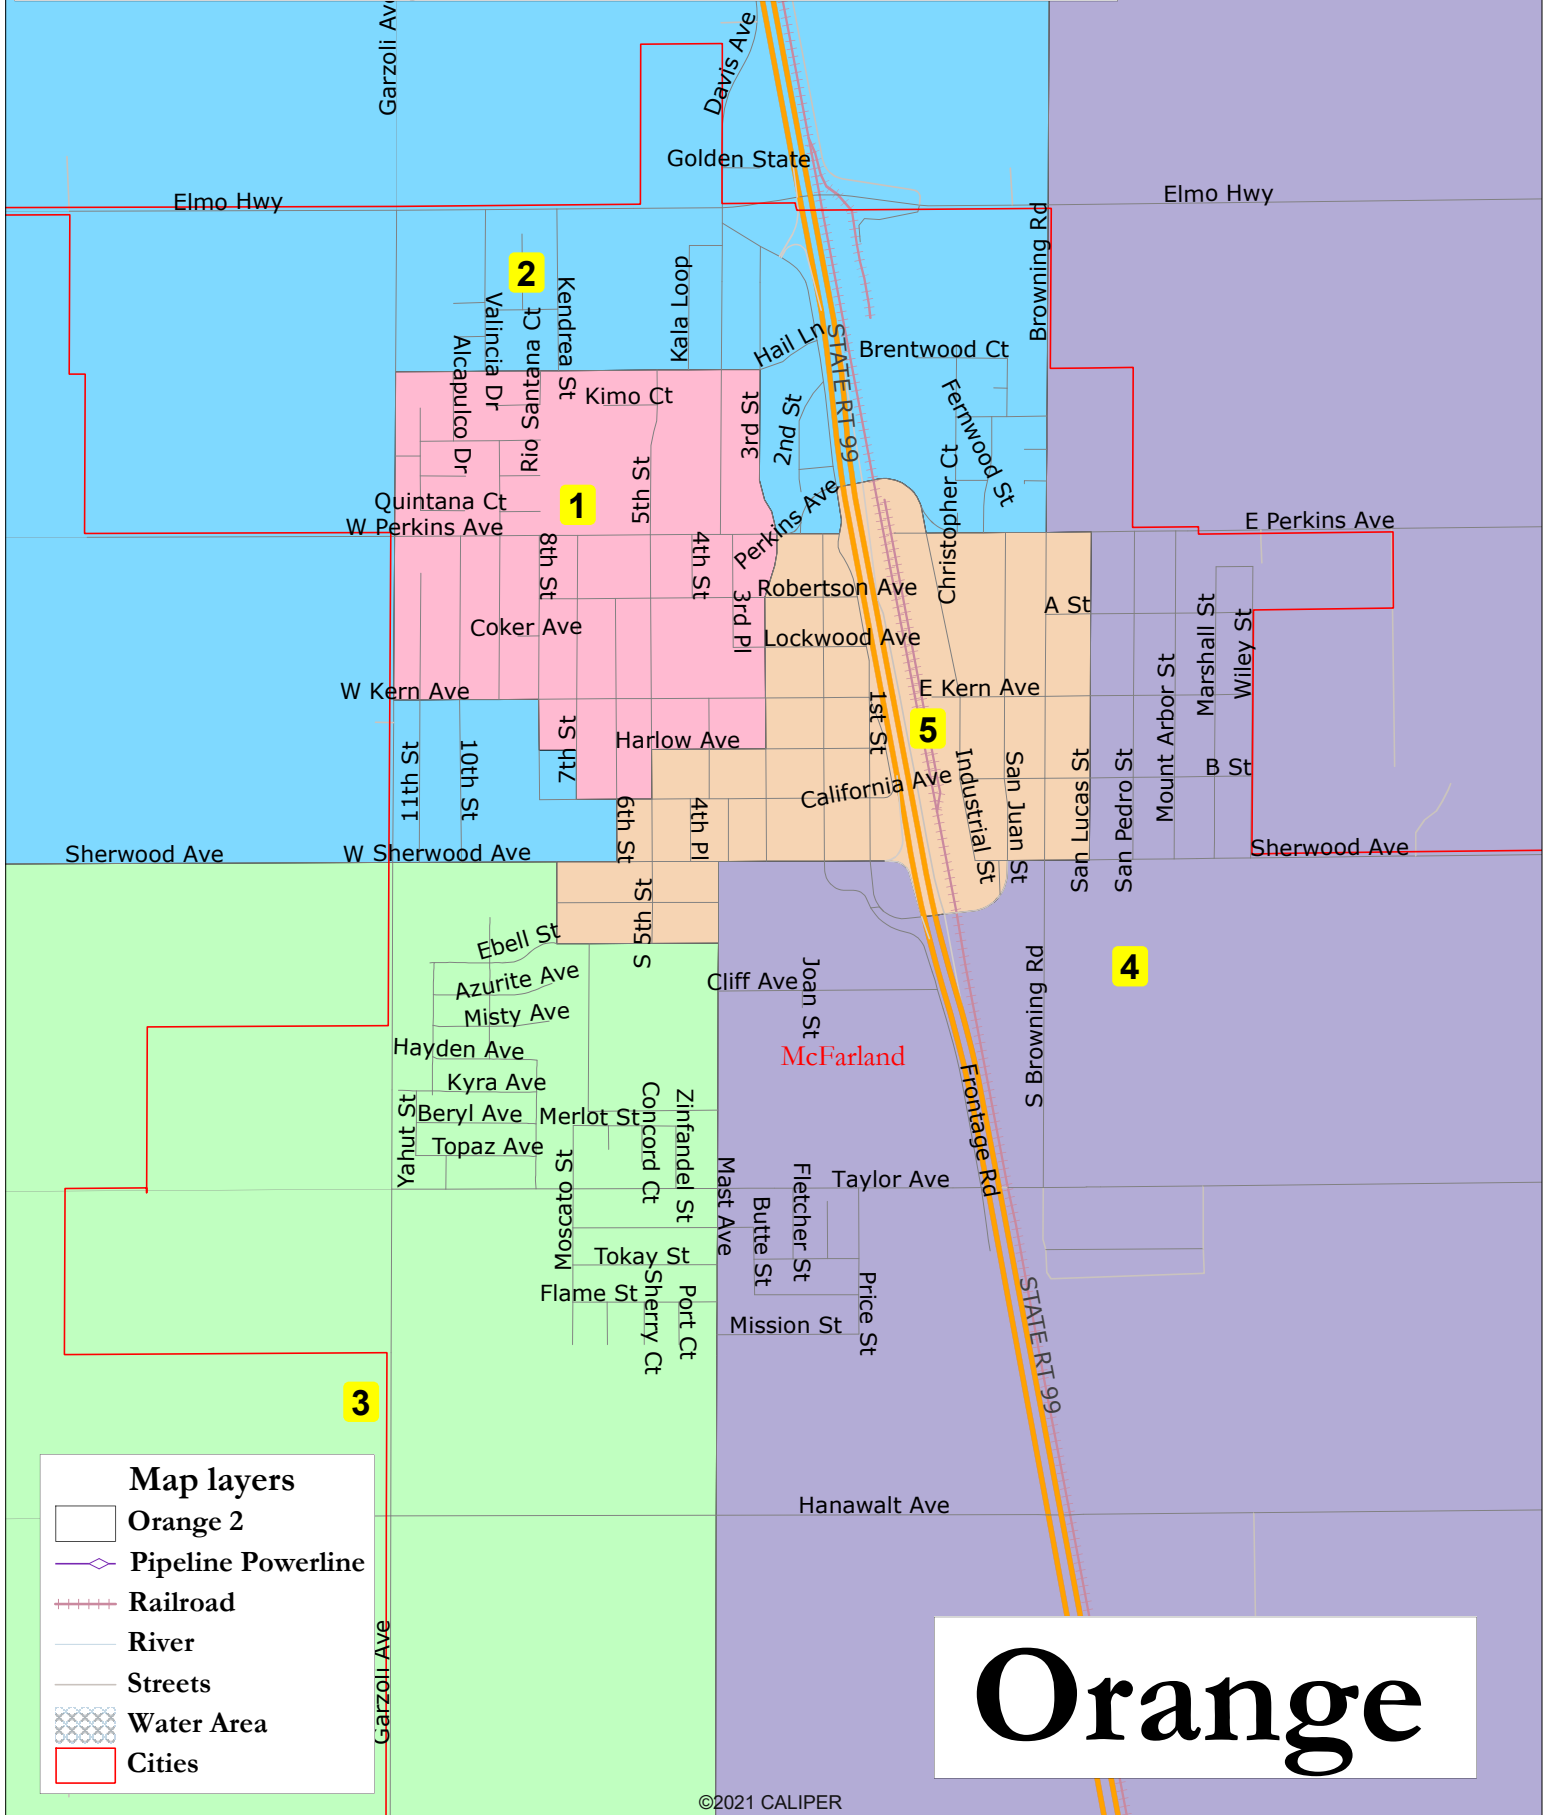 Garzoli Ave
Davis Ave
Golden State
Elmo Hwy
Elmo Hwy
Browning Rd
2
Kendrea St
Kala Loop
Valincia Dr
Rio Santana Ct
Alcapulco Dr
Hail Ln
STATE RT 99
Brentwood Ct
Kimo Ct
3rd St
2nd St
Fernwood St
Christopher Ct
5th St
Quintana Ct
1
W Perkins Ave
Perkins Ave
E Perkins Ave
8th St
4th St
Robertson Ave
3rd Pl
A St
Coker Ave
Lockwood Ave
Marshall St
Wiley St
W Kern Ave
E Kern Ave
Mount Arbor St
1st St
5
7th St
Harlow Ave
11th St
10th St
California Ave
Industrial St
San Juan St
San Lucas St
San Pedro St
B St
6th St
4th Pl
Sherwood Ave
W Sherwood Ave
Sherwood Ave
S 5th St
Ebell St
Azurite Ave
Cliff Ave
Joan St
S Browning Rd
4
Misty Ave
Hayden Ave
McFarland
Kyra Ave
Frontage Rd
Yahut St
Beryl Ave
Merlot St
Concord Ct
Zinfandel St
Topaz Ave
Moscato St
Mast Ave
Fletcher St
Taylor Ave
Butte St
Tokay St
Flame St
Sherry Ct
Port Ct
Price St
Mission St
STATE RT 99
3
Map layers
Orange 2
Pipeline Powerline
Railroad
River
Streets
Water Area
Cities
Garzoli Ave
Hanawalt Ave
Orange
©2021 CALIPER